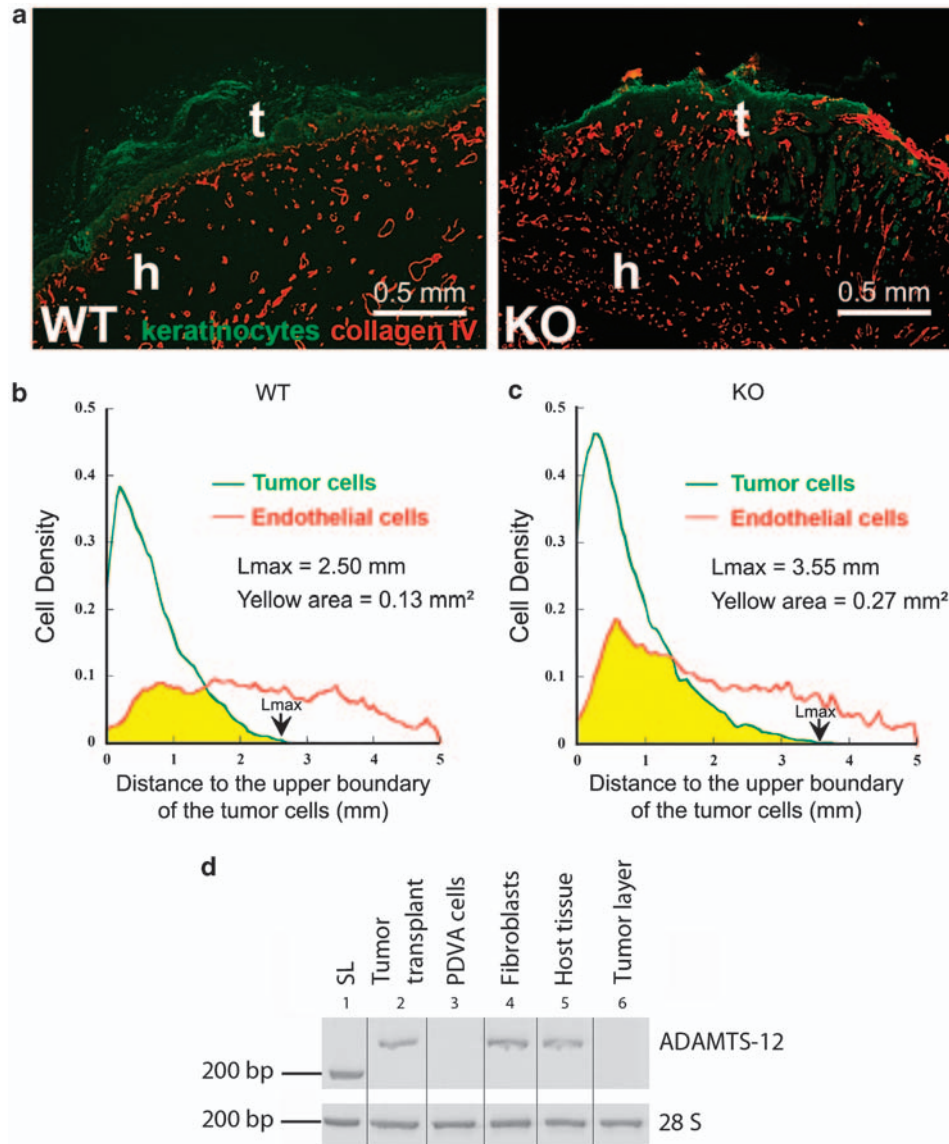 a
t
h
WT
keratinocytes collagen IV
0.5 mm
t
h
KO
0.5 mm
b
WT
Cell Density
0.5
0.4
0.3
0.2
0.1
0
Tumor cells
Endothelial cells
Lmax = 2.50 mm
Yellow area = 0.13 mm²
Lmax
0 1 2 3 4 5
Distance to the upper boundary
of the tumor cells (mm)
c
KO
Cell Density
0.5
0.4
0.3
0.2
0.1
0
Tumor cells
Endothelial cells
Lmax = 3.55 mm
Yellow area = 0.27 mm²
Lmax
0 1 2 3 4 5
Distance to the upper boundary
of the tumor cells (mm)
d
SL
Tumor
transplant
PDVA cells
Fibroblasts
Host tissue
Tumor layer
1 2 3 4 5 6
ADAMTS-12
200 bp
200 bp
28 S